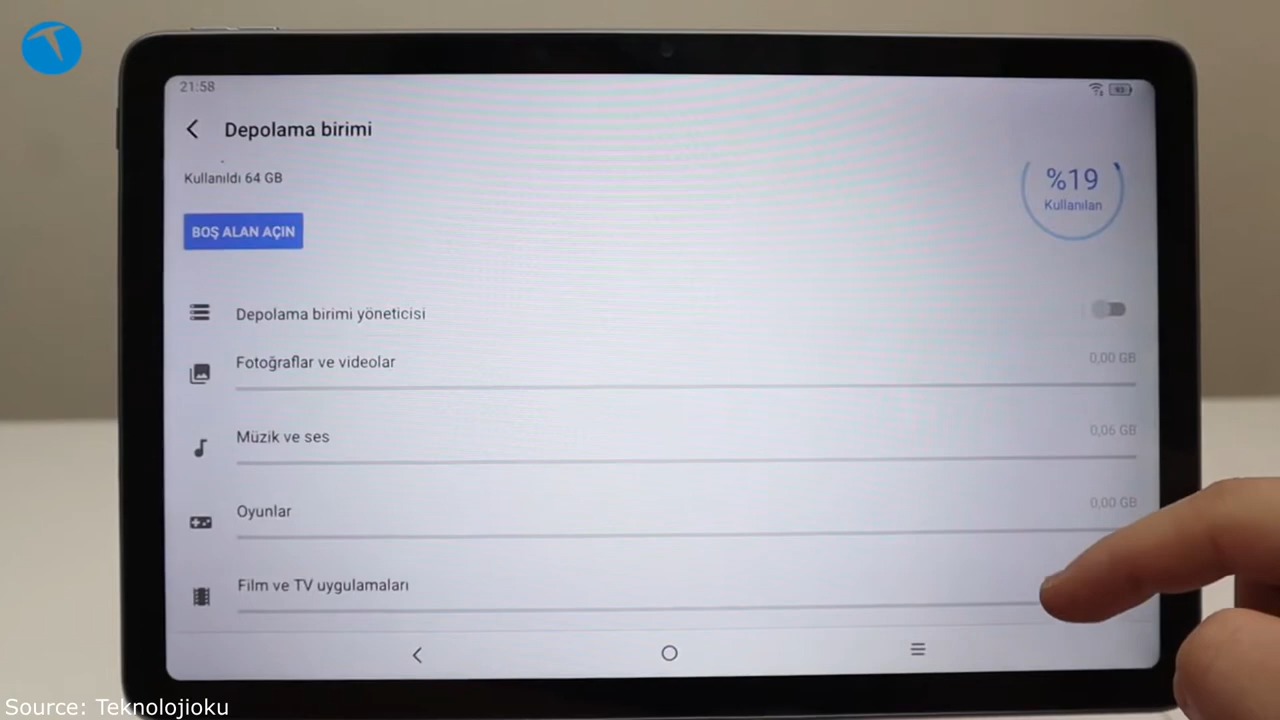 21:58
93
Depolama birimi
Kullanıldı 64 GB
%19
Kullanılan
BOŞ ALAN AÇIN
Depolama birimi yöneticisi
Fotoğraflar ve videolar
0,00 GB
Müzik ve ses
0,06 GB
Oyunlar
0,00 GB
Film ve TV uygulamaları
Source: Teknolojioku